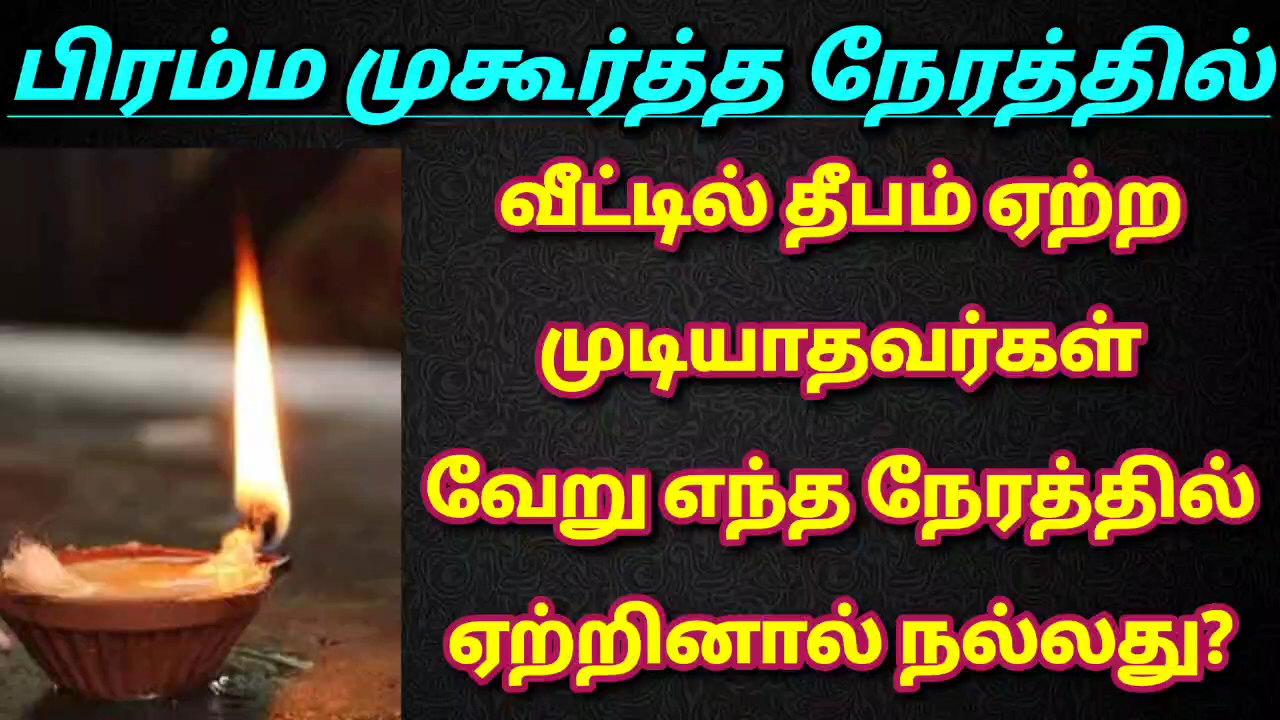 பிரம்ம முகூர்த்த நேரத்தில்
வீட்டில் தீபம் ஏற்ற
முடியாதவர்கள்
வேறு எந்த நேரத்தில்
ஏற்றினால் நல்லது?